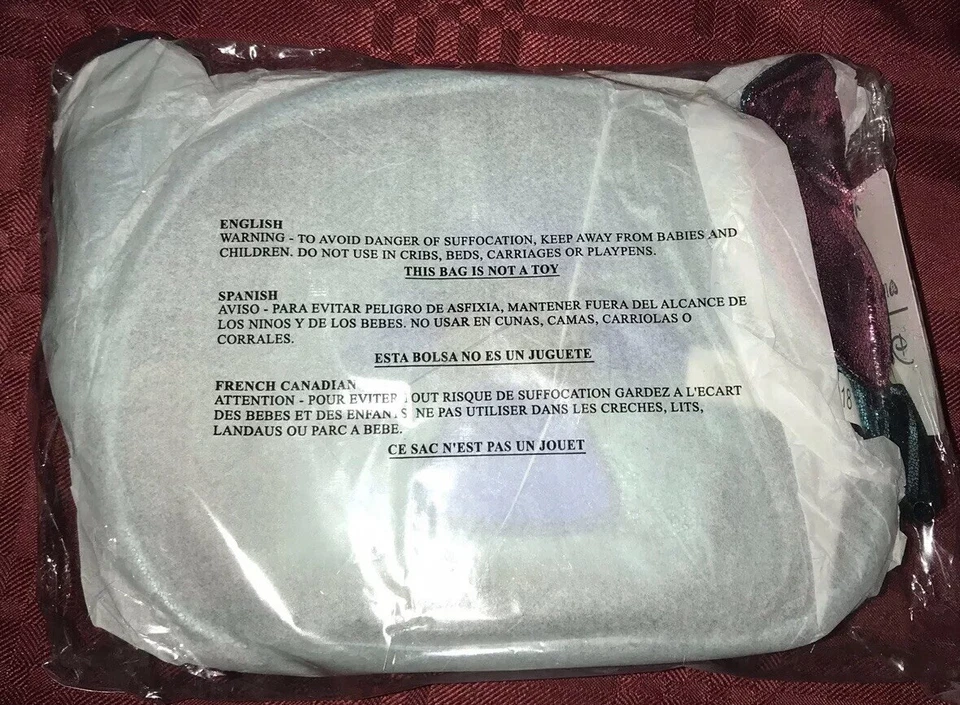 ENGLISH
WARNING - TO AVOID DANGER OF SUFFOCATION, KEEP AWAY FROM BABIES AND
CHILDREN. DO NOT USE IN CRIBS, BEDS, CARRIAGES OR PLAYPENS.
THIS BAG IS NOT A TOY
SPANISH
AVISO - PARA EVITAR PELIGRO DE ASFIXIA, MANTENER FUERA DEL ALCANCE DE
LOS NINOS Y DE LOS BEBES. NO USAR EN CUNAS, CAMAS, CARRIOLAS O
CORRALES.
ESTA BOLSA NO ES UN JUGUETE
FRENCH CANADIAN
ATTENTION - POUR EVITER TOUT RISQUE DE SUFFOCATION GARDEZ A L'ECART
DES BEBES ET DES ENFANTS NE PAS UTILISER DANS LES CRECHES, LITS,
LANDAUS OU PARC A BEBE.
CE SAC N'EST PAS UN JOUET
18